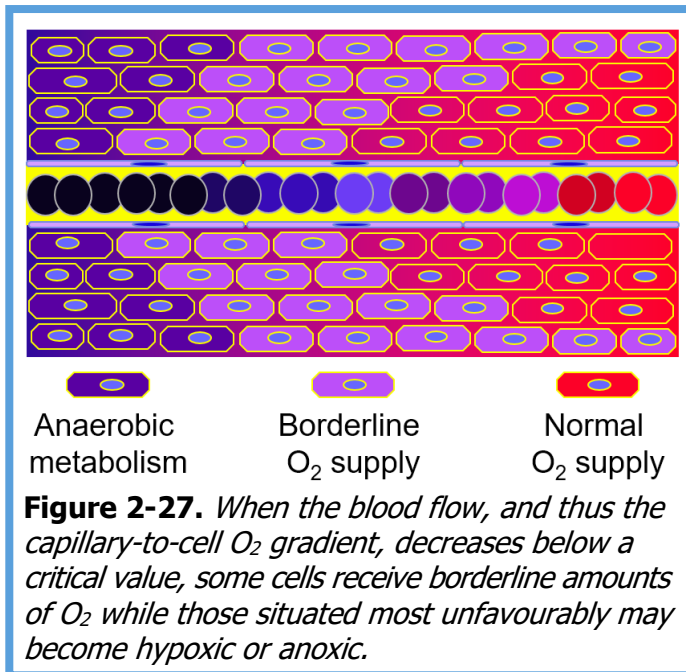 Anaerobic metabolism
Borderline O₂ supply
Normal O₂ supply
Figure 2-27. When the blood flow, and thus the
capillary-to-cell O₂ gradient, decreases below a
critical value, some cells receive borderline amounts
of O₂ while those situated most unfavourably may
become hypoxic or anoxic.